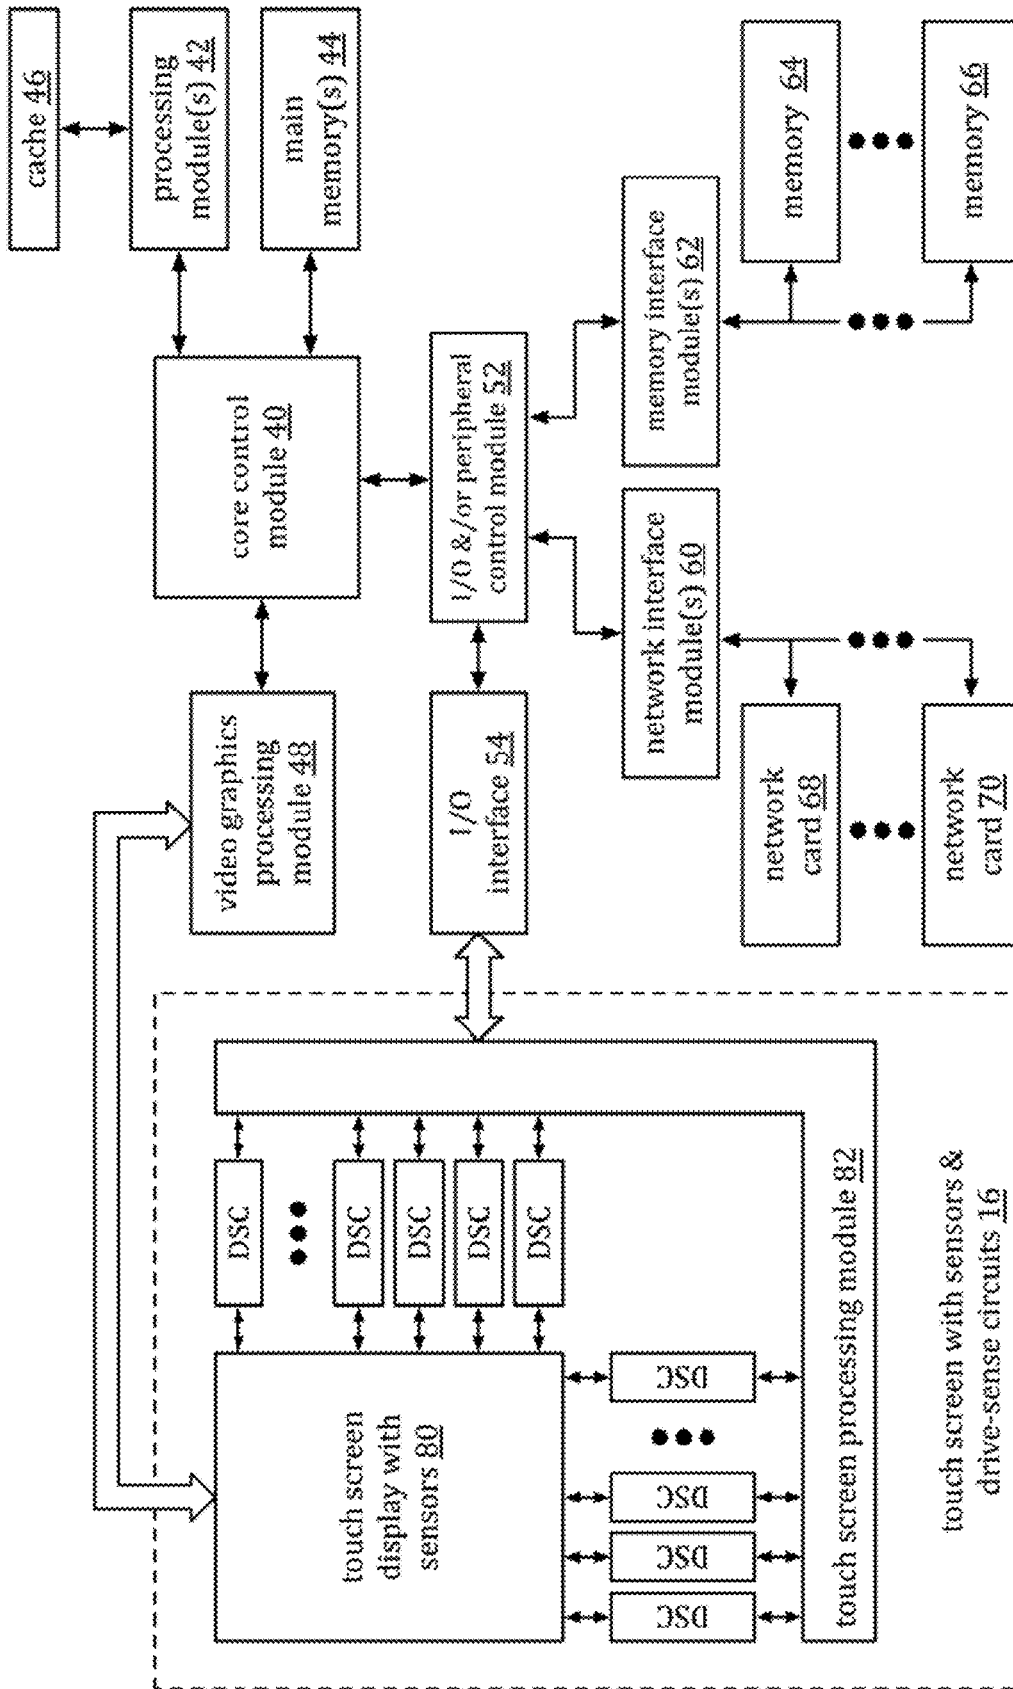 cache 46
processing
module(s) 42
main
memory(s) 44
core control
module 40
video graphics
processing
module 48
I/O &/or peripheral
control module 52
I/O
interface 54
memory interface
module(s) 62
network interface
module(s) 60
memory 64
memory 66
network
card 68
network
card 70
touch screen
display with
sensors 80
DSC
DSC
DSC
DSC
DSC
DSC
DSC
DSC
DSC
touch screen processing module 82
touch screen with sensors &
drive-sense circuits 16